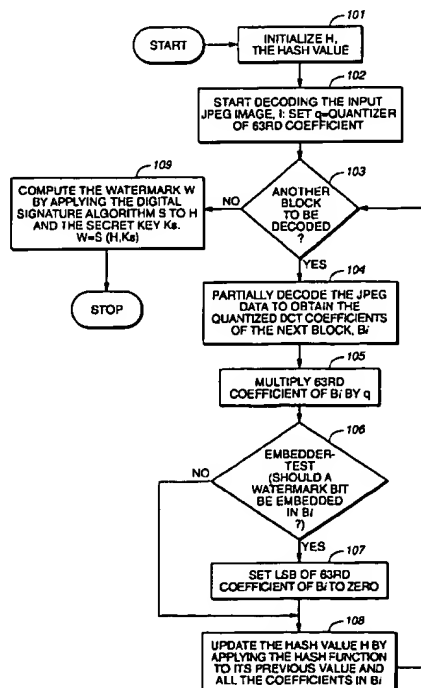 101
START
INITIALIZE H,
THE HASH VALUE
102
START DECODING THE INPUT
JPEG IMAGE, I: SET q=QUANTIZER
OF 63RD COEFFICIENT
109
COMPUTE THE WATERMARK W
BY APPLYING THE DIGITAL
SIGNATURE ALGORITHM S TO H
AND THE SECRET KEY Ks.
W=S (H,Ks)
NO
103
ANOTHER
BLOCK
TO BE
DECODED
?
YES
STOP
104
PARTIALLY DECODE THE JPEG
DATA TO OBTAIN THE
QUANTIZED DCT COEFFICIENTS
OF THE NEXT BLOCK, Bi
105
MULTIPLY 63RD
COEFFICIENT OF Bi BY q
106
NO
EMBEDDER-
TEST
(SHOULD A
WATERMARK BIT
BE EMBEDDED
IN Bi
?)
YES
107
SET LSB OF 63RD
COEFFICIENT OF Bi TO ZERO
108
UPDATE THE HASH VALUE H BY
APPLYING THE HASH FUNCTION
TO ITS PREVIOUS VALUE AND
ALL THE COEFFICIENTS IN Bi